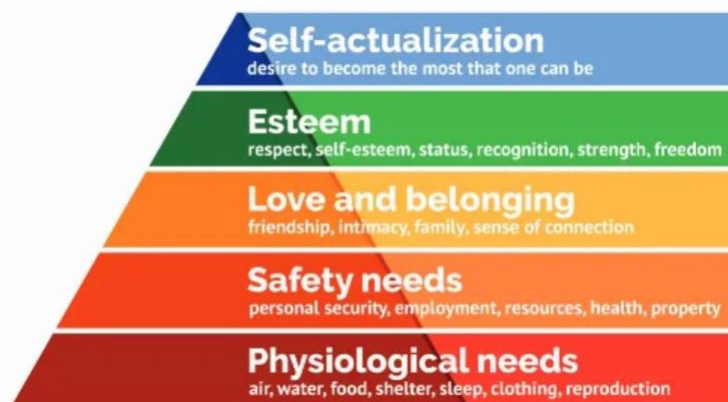 Self-actualization
desire to become the most that one can be
Esteem
respect, self-esteem, status, recognition, strength, freedom
Love and belonging
friendship, intimacy, family, sense of connection
Safety needs
personal security, employment, resources, health, property
Physiological needs
air, water, food, shelter, sleep, clothing, reproduction